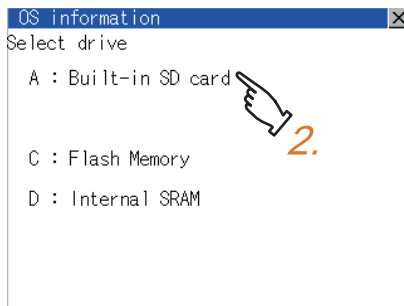 OS information
Select drive
A : Built-in SD card
2.
C : Flash Memory
D : Internal SRAM